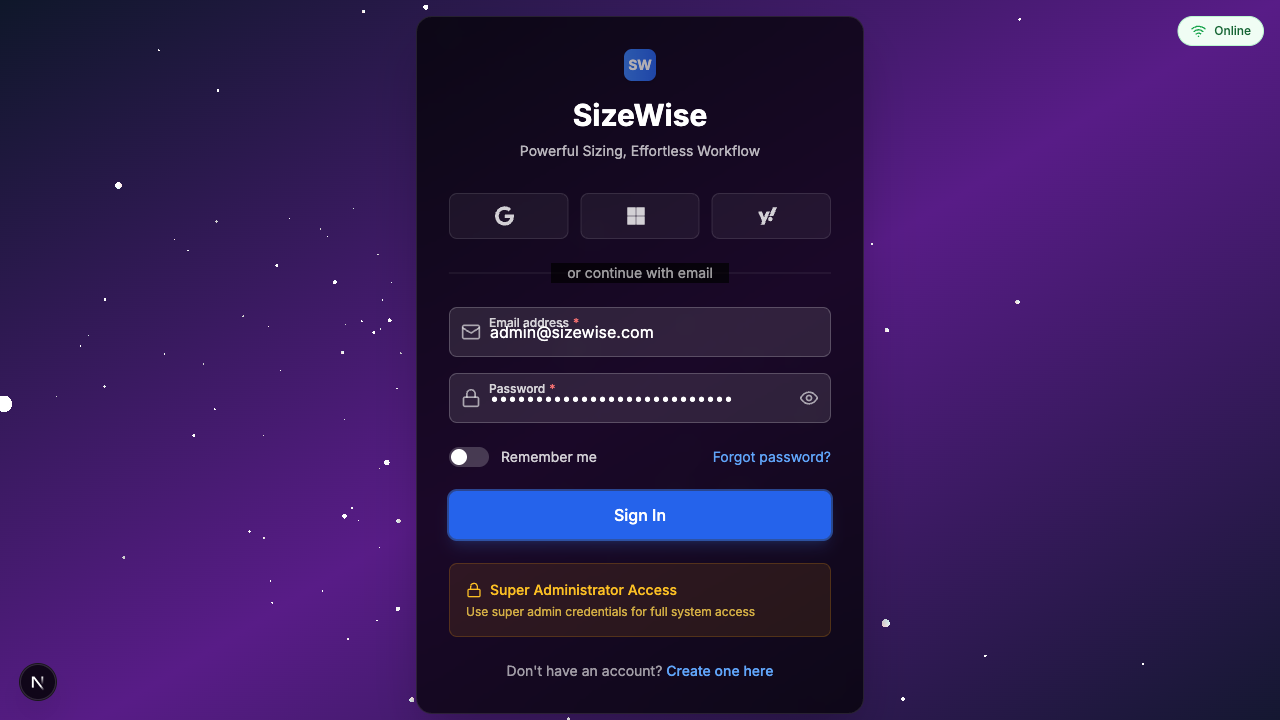 Online
SW
SizeWise
Powerful Sizing, Effortless Workflow
G
y!
or continue with email
Email address *
admin@sizewise.com
Password *
•••••••••••••••••••••••••••
Remember me
Forgot password?
Sign In
Super Administrator Access
Use super admin credentials for full system access
Don't have an account? Create one here
N